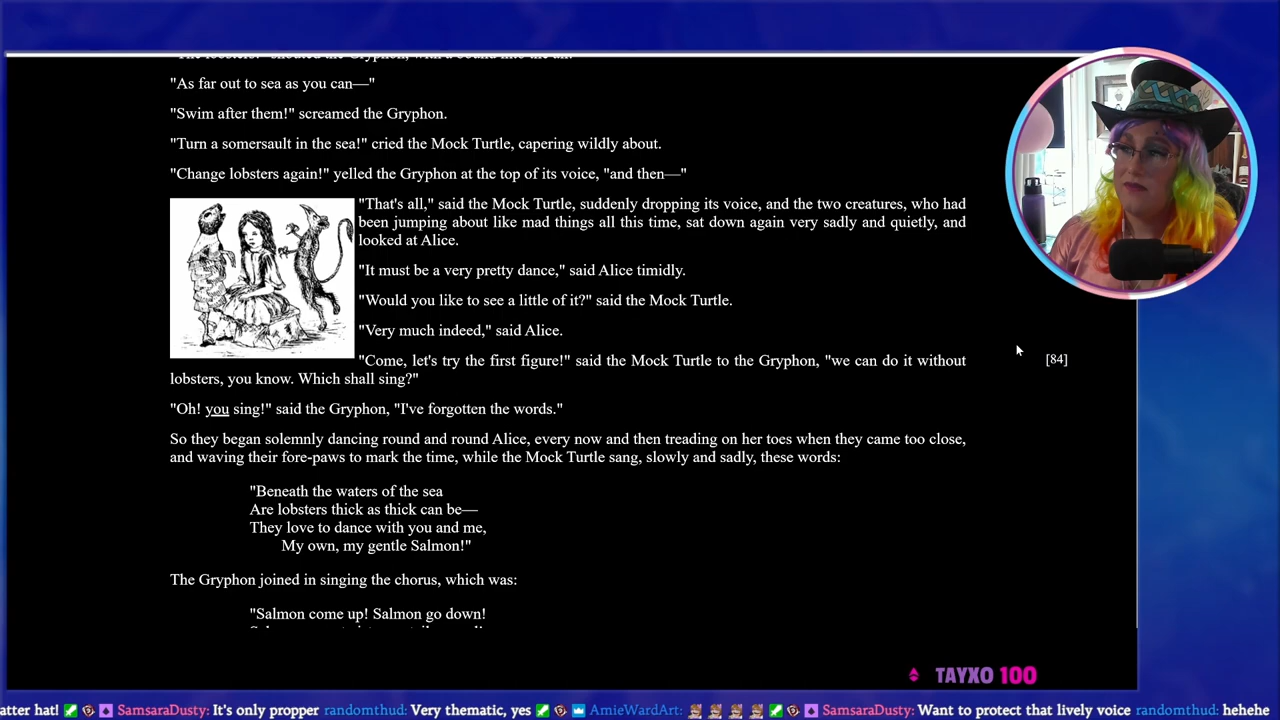 "As far out to sea as you can—"
"Swim after them!" screamed the Gryphon.
"Turn a somersault in the sea!" cried the Mock Turtle, capering wildly about.
"Change lobsters again!" yelled the Gryphon at the top of its voice, "and then—"
"That's all," said the Mock Turtle, suddenly dropping its voice, and the two creatures, who had
been jumping about like mad things all this time, sat down again very sadly and quietly, and
looked at Alice.
"It must be a very pretty dance," said Alice timidly.
"Would you like to see a little of it?" said the Mock Turtle.
"Very much indeed," said Alice.
"Come, let's try the first figure!" said the Mock Turtle to the Gryphon, "we can do it without
[84]
lobsters, you know. Which shall sing?"
"Oh! you sing!" said the Gryphon, "I've forgotten the words."
So they began solemnly dancing round and round Alice, every now and then treading on her toes when they came too close,
and waving their fore-paws to mark the time, while the Mock Turtle sang, slowly and sadly, these words:
"Beneath the waters of the sea
Are lobsters thick as thick can be—
They love to dance with you and me,
My own, my gentle Salmon!"
The Gryphon joined in singing the chorus, which was:
"Salmon come up! Salmon go down!
TAYXO 100
atter hat! SamsaraDusty: It's only propper randomthud: Very thematic, yes AmieWardArt: SamsaraDusty: Want to protect that lively voice randomthud: hehehe